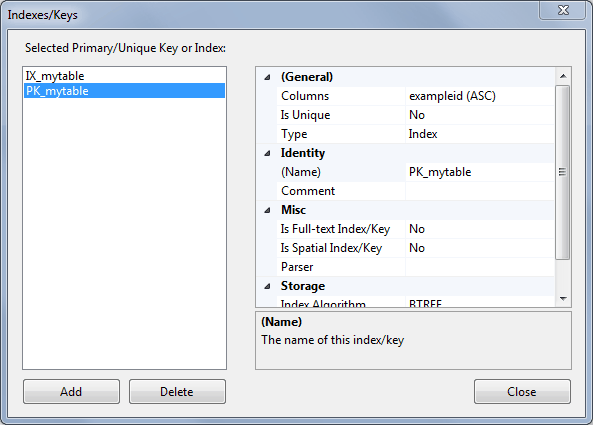 Indexes/Keys
Selected Primary/Unique Key or Index:
IX_mytable
PK_mytable
(General)
Columns exampleid (ASC)
Is Unique No
Type Index
Identity
(Name) PK_mytable
Comment
Misc
Is Full-text Index/Key No
Is Spatial Index/Key No
Parser
Storage
Index Algorithm BTREE
(Name)
The name of this index/key
Add Delete Close